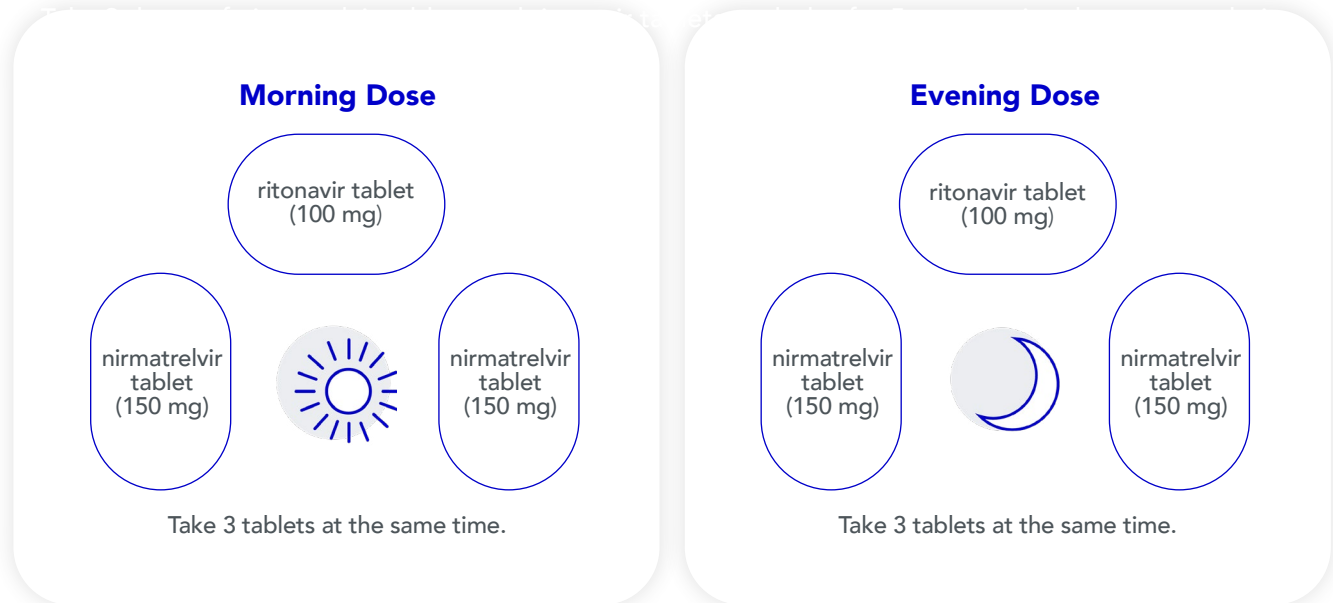 Morning Dose
ritonavir tablet
(100 mg)
nirmatrelvir
tablet
(150 mg)
nirmatrelvir
tablet
(150 mg)
Take 3 tablets at the same time.
Evening Dose
ritonavir tablet
(100 mg)
nirmatrelvir
tablet
(150 mg)
nirmatrelvir
tablet
(150 mg)
Take 3 tablets at the same time.